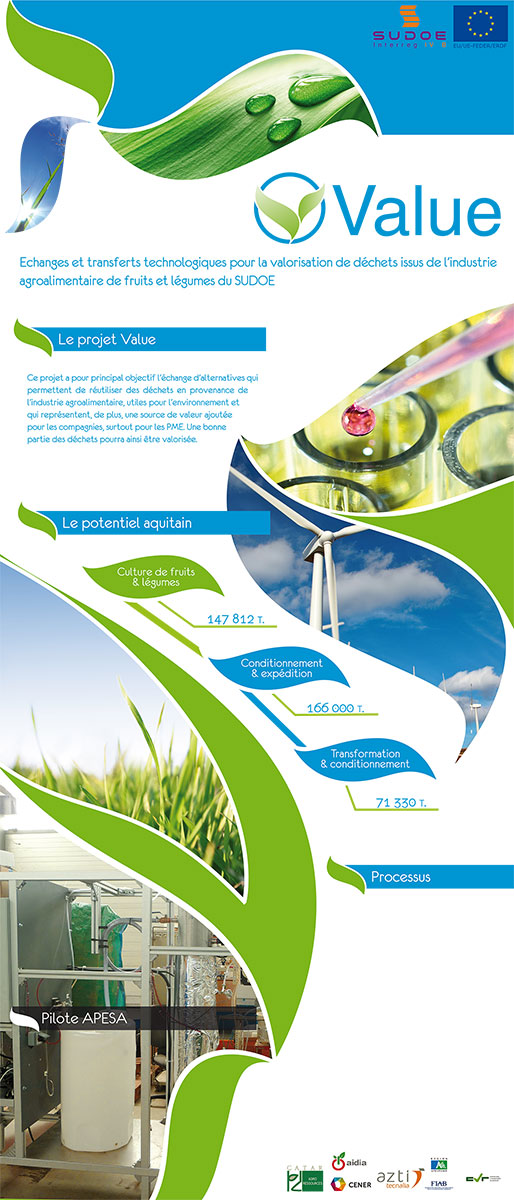 SUDOE
Interreg IV B
EU/UE-FEDER/ERDF
Value
Echanges et transferts technologiques pour la valorisation de déchets issus de l'industrie
agroalimentaire de fruits et légumes du SUDOE
Le projet Value
Ce projet a pour principal objectif l'échange d'alternatives qui
permettent de réutiliser des déchets en provenance de
l'industrie agroalimentaire, utiles pour l'environnement et
qui représentent, de plus, une source de valeur ajoutée
pour les compagnies, surtout pour les PME. Une bonne
partie des déchets pourra ainsi être valorisée.
Le potentiel aquitain
Culture de fruits
& légumes
147 812 T.
Conditionnement
& expédition
166 000 T.
Transformation
& conditionnement
71 330 T.
Processus
Pilote APESA
CATAR
AGRO
RESSOURCES
aidia
CENER
azti
tecnalia
FIAB